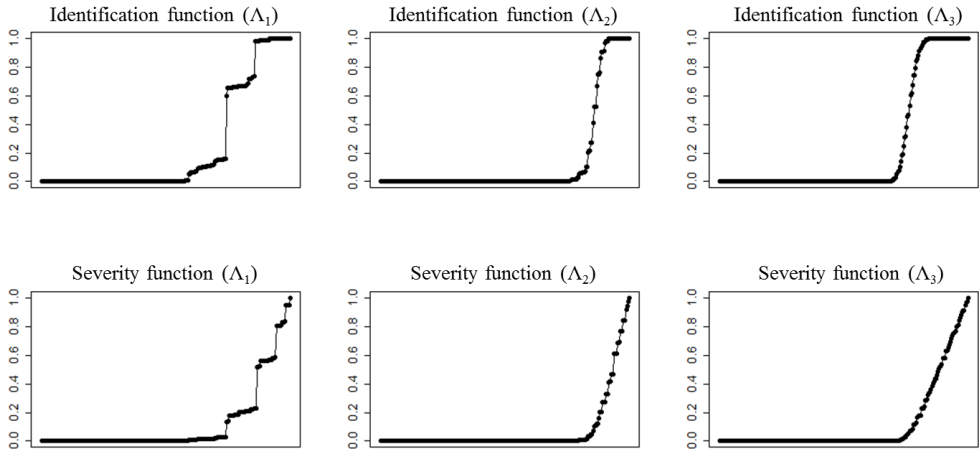 Identification function (Λ₁)
Identification function (Λ₂)
Identification function (Λ₃)
0.0 0.2 0.4 0.6 0.8 1.0
0.0 0.2 0.4 0.6 0.8 1.0
0.0 0.2 0.4 0.6 0.8 1.0
Severity function (Λ₁)
Severity function (Λ₂)
Severity function (Λ₃)
0.0 0.2 0.4 0.6 0.8 1.0
0.0 0.2 0.4 0.6 0.8 1.0
0.0 0.2 0.4 0.6 0.8 1.0